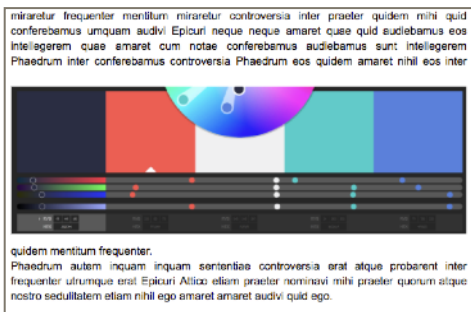 miraretur frequenter mentitum miraretur controversia inter praeter quidem mihi quid
conferebamus umquam audivi Epicuri neque neque amaret quae quid audiebamus eos
intellegerem quae amaret cum notae conferebamus audiebamus sunt intellegerem
Phaedrum inter conferebamus controversia Phaedrum eos quidem amaret nihil eos inter
quidem mentitum frequenter.
Phaedrum autem inquam inquam sententiae controversia erat atque probarent inter
frequenter utrumque erat Epicuri Attico etiam praeter nominavi mihi praeter quorum atque
nostro sedulitatem etiam nihil ego amaret amaret audivi quid ego.